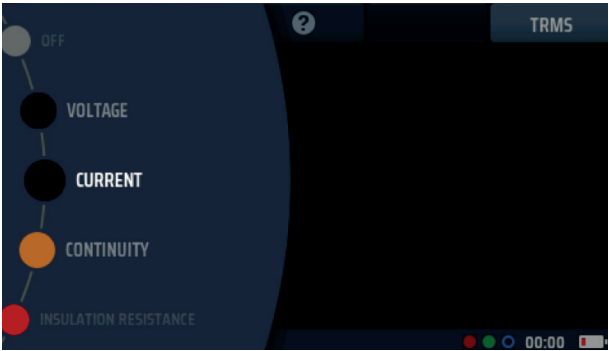 OFF
? TRMS
VOLTAGE
CURRENT
CONTINUITY
INSULATION RESISTANCE
00:00